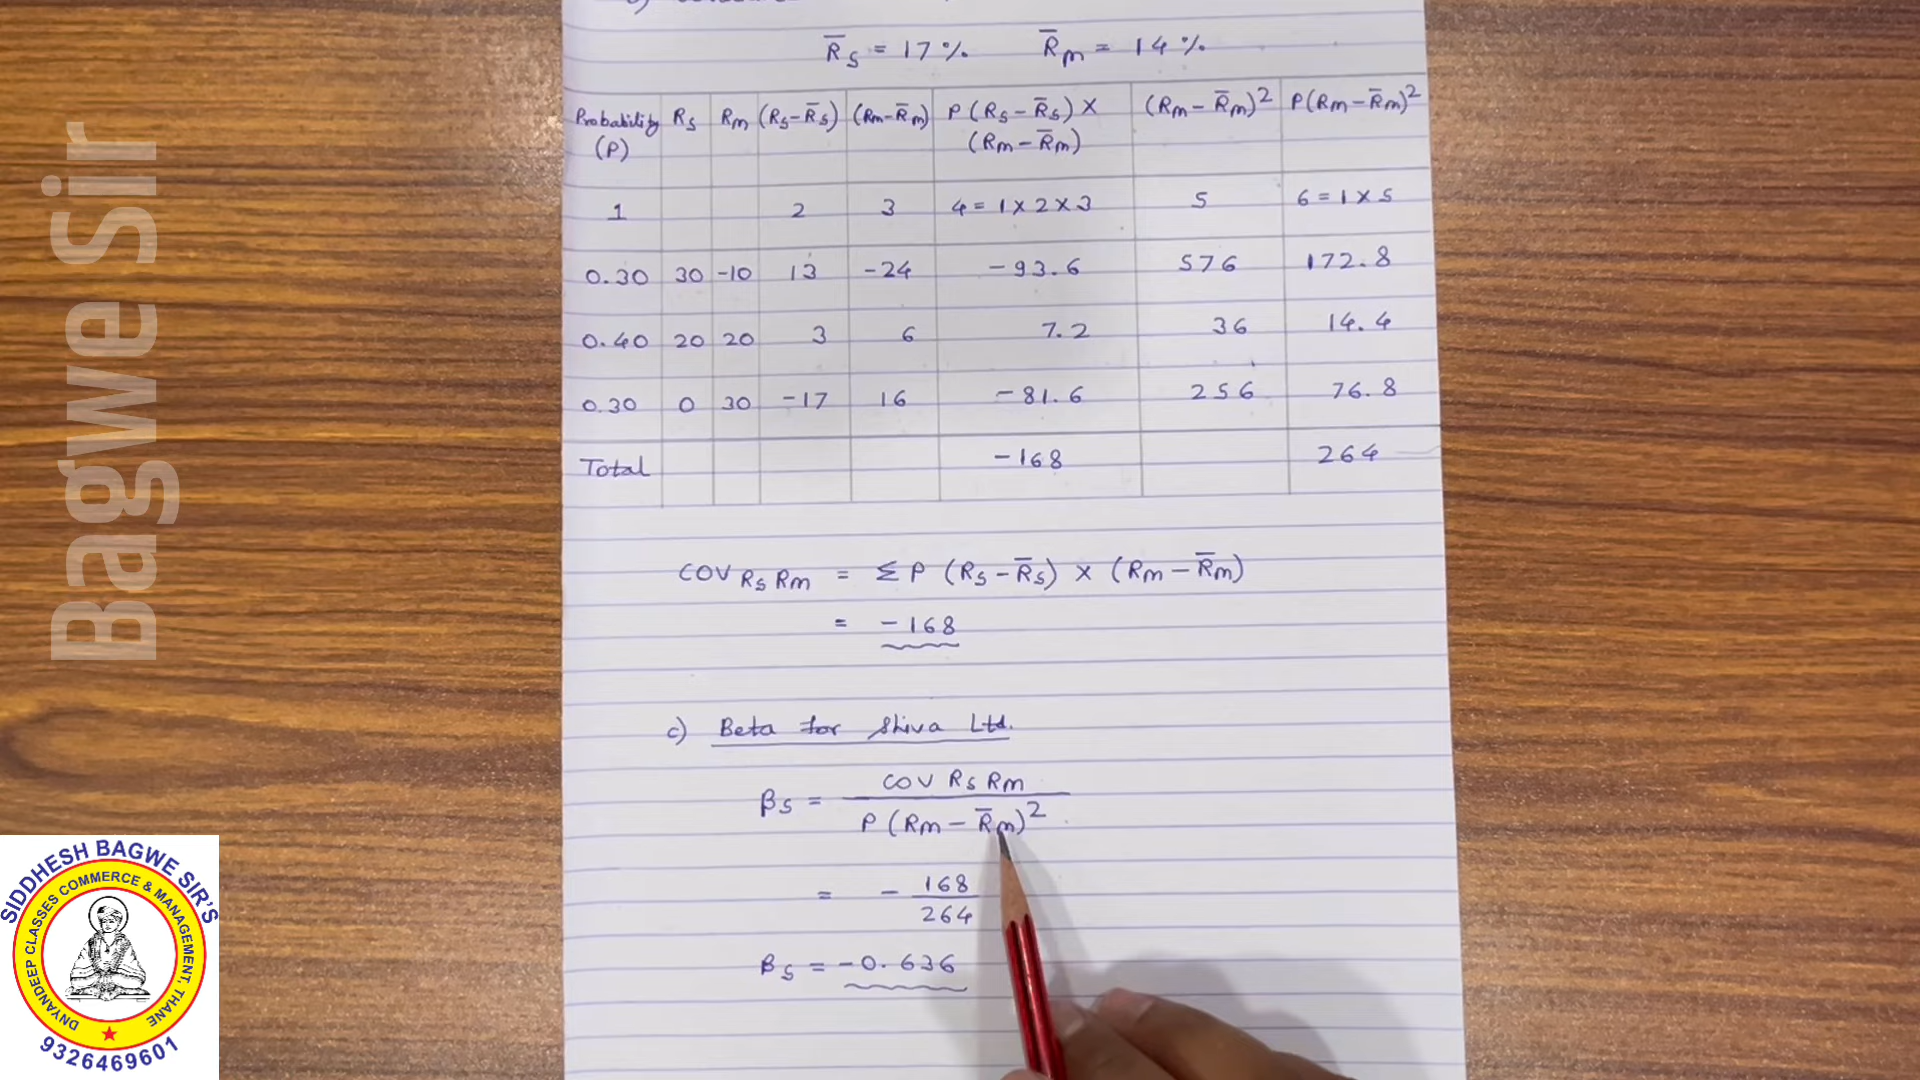 R̅s = 17 % R̅m = 14 %
Probability (P) Rs Rm (Rs-R̅s) (Rm-R̅m) P (Rs-R̅s) × (Rm-R̅m) (Rm-R̅m)² P(Rm-R̅m)²
1 2 3 4 = 1 × 2 × 3 5 6 = 1 × 5
0.30 30 -10 13 -24 -93.6 576 172.8
0.40 20 20 3 6 7.2 36 14.4
0.30 0 30 -17 16 -81.6 256 76.8
Total -168 264
COV Rs Rm = Σ P (Rs-R̅s) × (Rm-R̅m)
= -168
c) Beta for Shiva Ltd.
βs = COV Rs Rm / P (Rm - R̅m)²
= - 168 / 264
βs = -0.636
Bagwe Sir
SIDDHESH BAGWE SIR'S
DNYANDEEP CLASSES COMMERCE & MANAGEMENT, THANE
9326469601